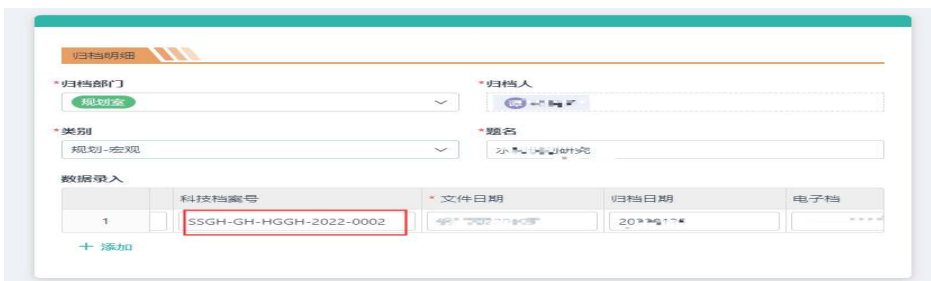 归档明细
*归档部门 *归档人
规划室
*类别 *题名
规划-宏观 研究
数据录入
科技档案号 * 文件日期 归档日期 电子档
1 SSGH-GH-HGGH-2022-0002
+ 添加